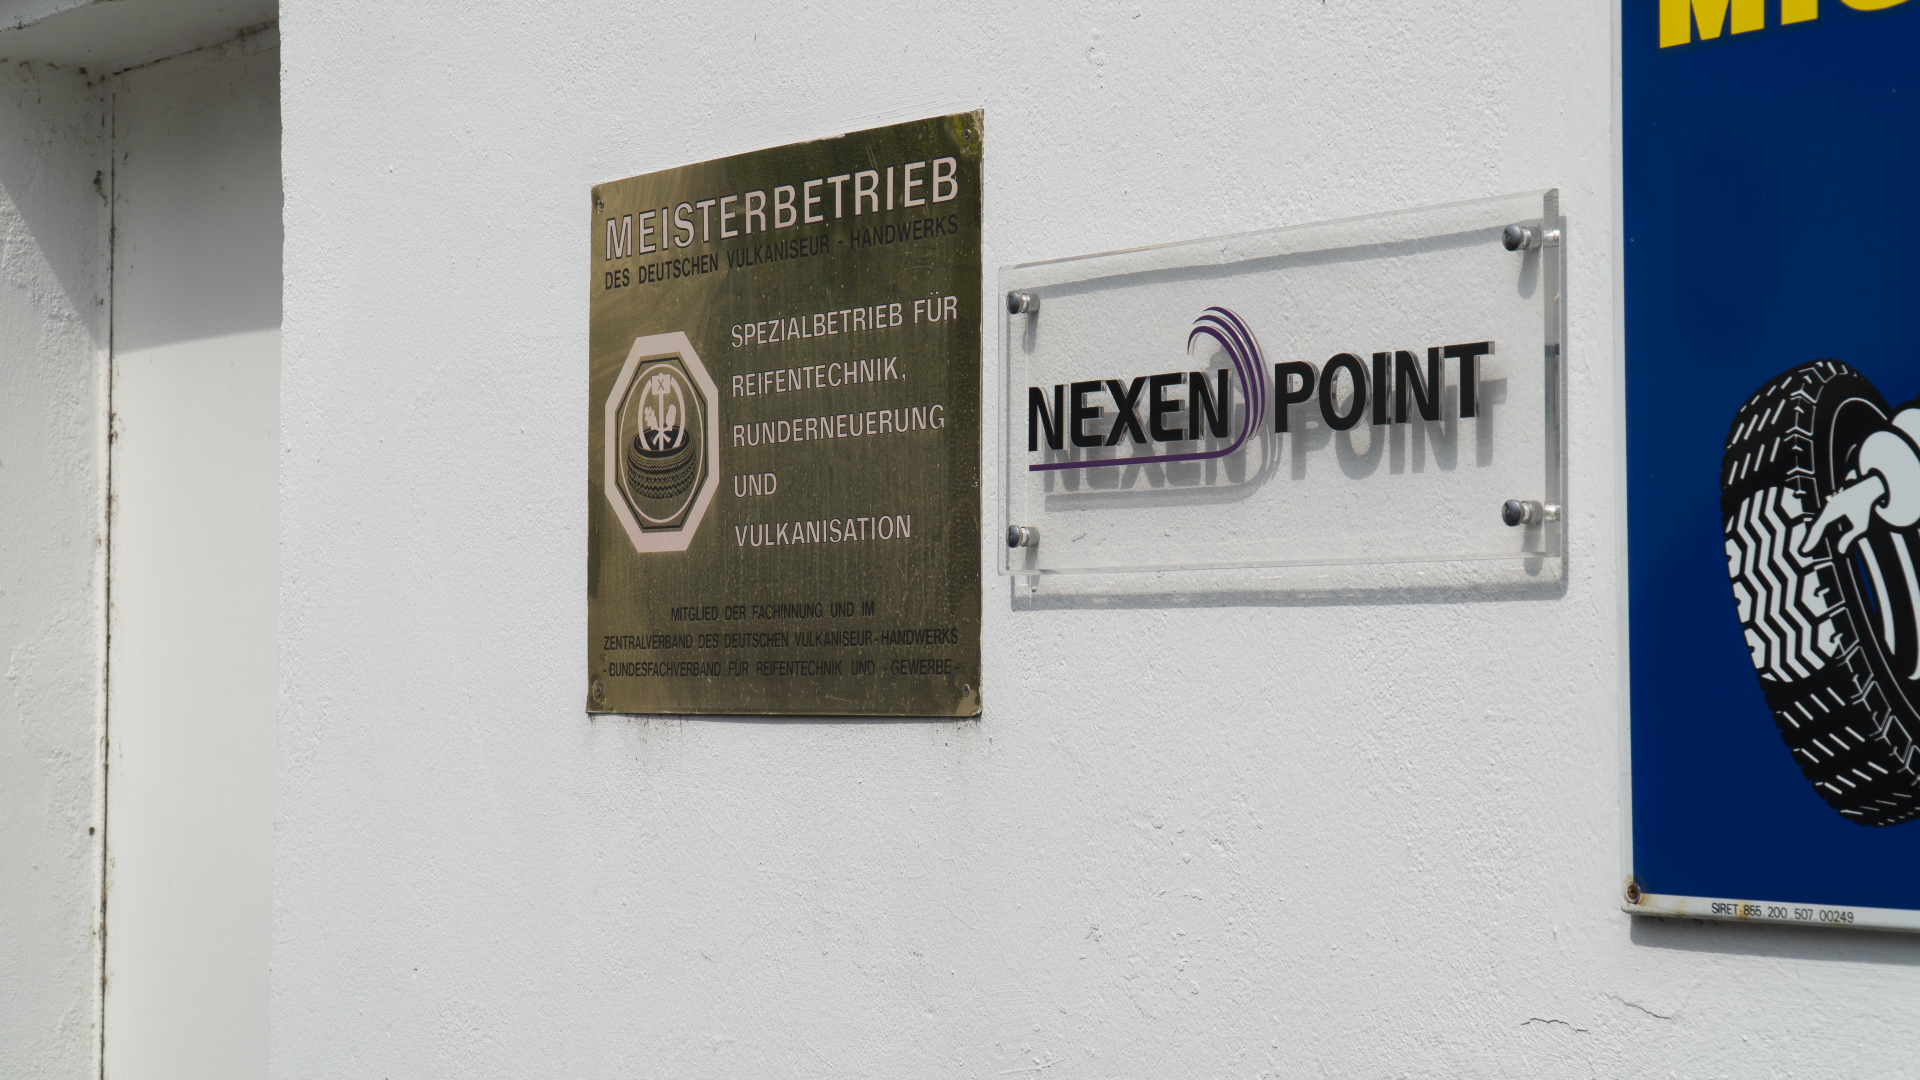 MEISTERBETRIEB
DES DEUTSCHEN VULKANISEUR - HANDWERKS
SPEZIALBETRIEB FÜR
REIFENTECHNIK,
RUNDERNEUERUNG
UND
VULKANISATION
MITGLIED DER FACHINNUNG UND IM
ZENTRALVERBAND DES DEUTSCHEN VULKANISEUR-HANDWERKS
- BUNDESFACHVERBAND FÜR REIFENTECHNIK UND -GEWERBE -
NEXEN POINT
SIRET 855.200.507.00249